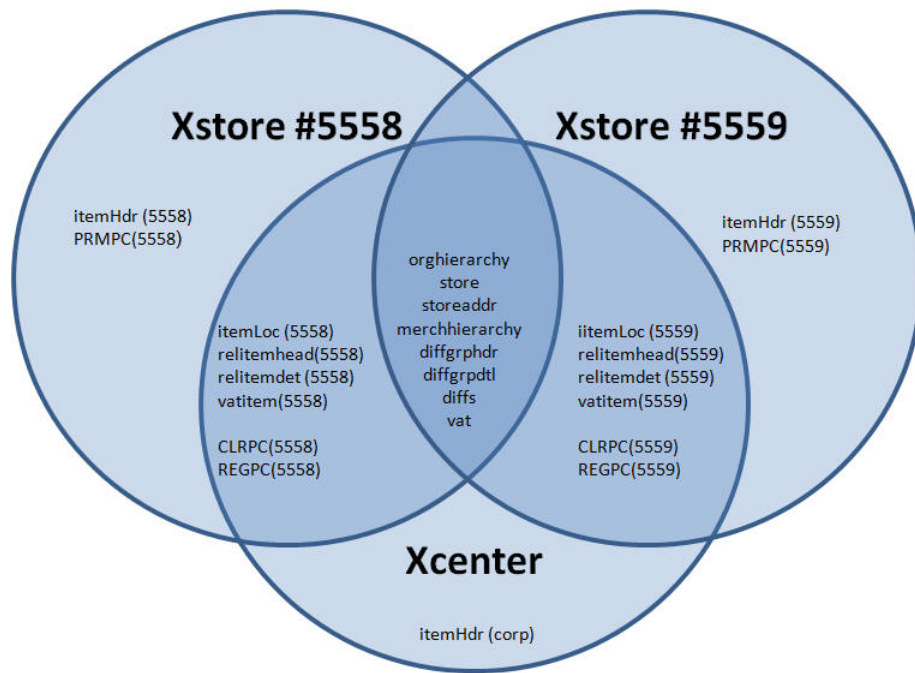 Xstore #5558
Xstore #5559
itemHdr (5558)
PRMPC(5558)
itemHdr (5559)
PRMPC(5559)
orghierarchy
store
storeaddr
merchhierarchy
diffgrphdr
diffgrpdtl
diffs
vat
itemLoc (5558)
relitemhead(5558)
relitemdet (5558)
vatitem(5558)
CLRPC(5558)
REGPC(5558)
iitemLoc (5559)
relitemhead(5559)
relitemdet (5559)
vatitem(5559)
CLRPC(5559)
REGPC(5559)
Xcenter
itemHdr (corp)